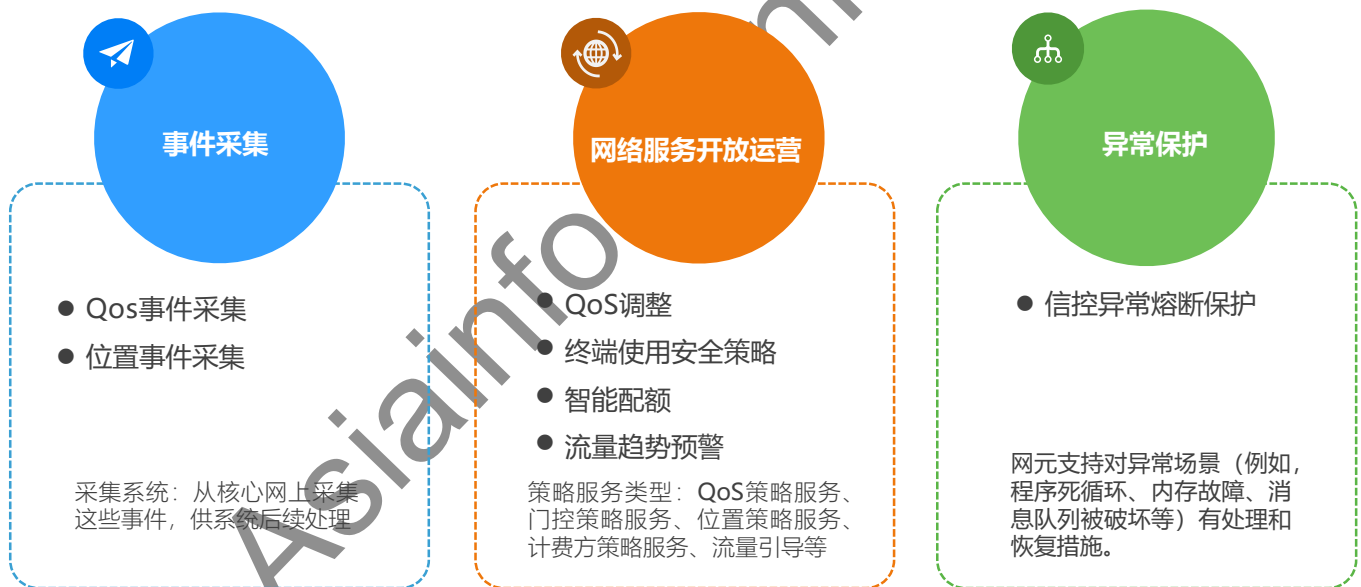 事件采集
Qos事件采集
位置事件采集
采集系统：从核心网上采集
这些事件，供系统后续处理
网络服务开放运营
QoS调整
终端使用安全策略
智能配额
流量趋势预警
策略服务类型：QoS策略服务、
门控策略服务、位置策略服务、
计费方策略服务、流量引导等
异常保护
信控异常熔断保护
网元支持对异常场景（例如，
程序死循环、内存故障、消
息队列被破坏等）有处理和
恢复措施。
Asiainfo